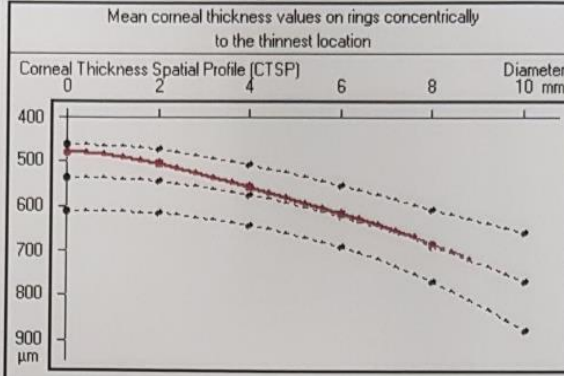 Mean corneal thickness values on rings concentrically
to the thinnest location
Corneal Thickness Spatial Profile (CTSP)
Diameter
0 2 4 6 8 10 mm
400
500
600
700
800
900
µm